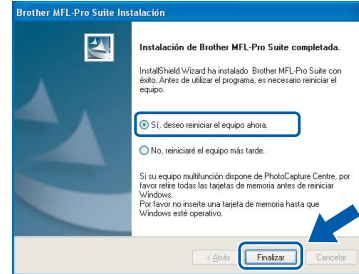 Brother MFL-Pro Suite Instalación
Instalación de Brother MFL-Pro Suite completada.
InstallShield Wizard ha instalado Brother MFL-Pro Suite con
éxito. Antes de utilizar el programa, es necesario reiniciar el
equipo.
Sí, deseo reiniciar el equipo ahora.
No, reiniciaré el equipo más tarde.
Si su equipo multifunción dispone de PhotoCapture Centre, por
favor retire todas las tarjetas de memoria antes de reiniciar
Windows.
Por favor no inserte una tarjeta de memoria hasta que
Windows esté operativo.
< Atrás
Finalizar
Cancelar